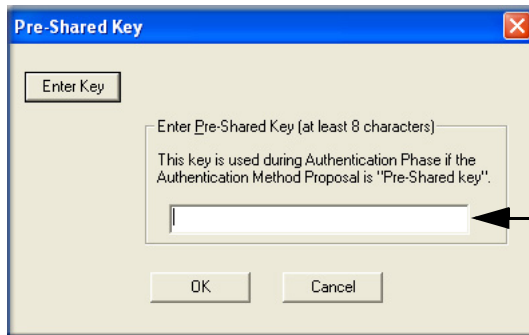 Pre-Shared Key
Enter Key
Enter Pre-Shared Key (at least 8 characters)
This key is used during Authentication Phase if the
Authentication Method Proposal is "Pre-Shared key".
OK
Cancel